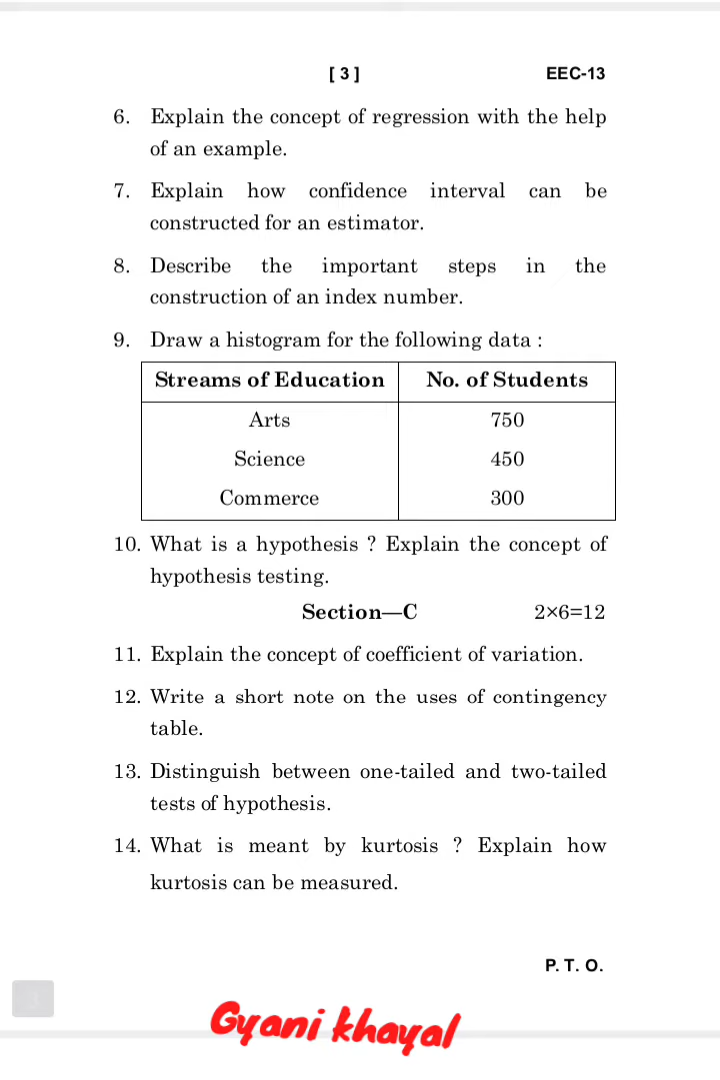 [ 3 ] EEC-13
6. Explain the concept of regression with the help
of an example.
7. Explain how confidence interval can be
constructed for an estimator.
8. Describe the important steps in the
construction of an index number.
9. Draw a histogram for the following data :
Streams of Education No. of Students
Arts 750
Science 450
Commerce 300
10. What is a hypothesis ? Explain the concept of
hypothesis testing.
Section—C 2×6=12
11. Explain the concept of coefficient of variation.
12. Write a short note on the uses of contingency
table.
13. Distinguish between one-tailed and two-tailed
tests of hypothesis.
14. What is meant by kurtosis ? Explain how
kurtosis can be measured.
P. T. O.
3
Gyani khayal